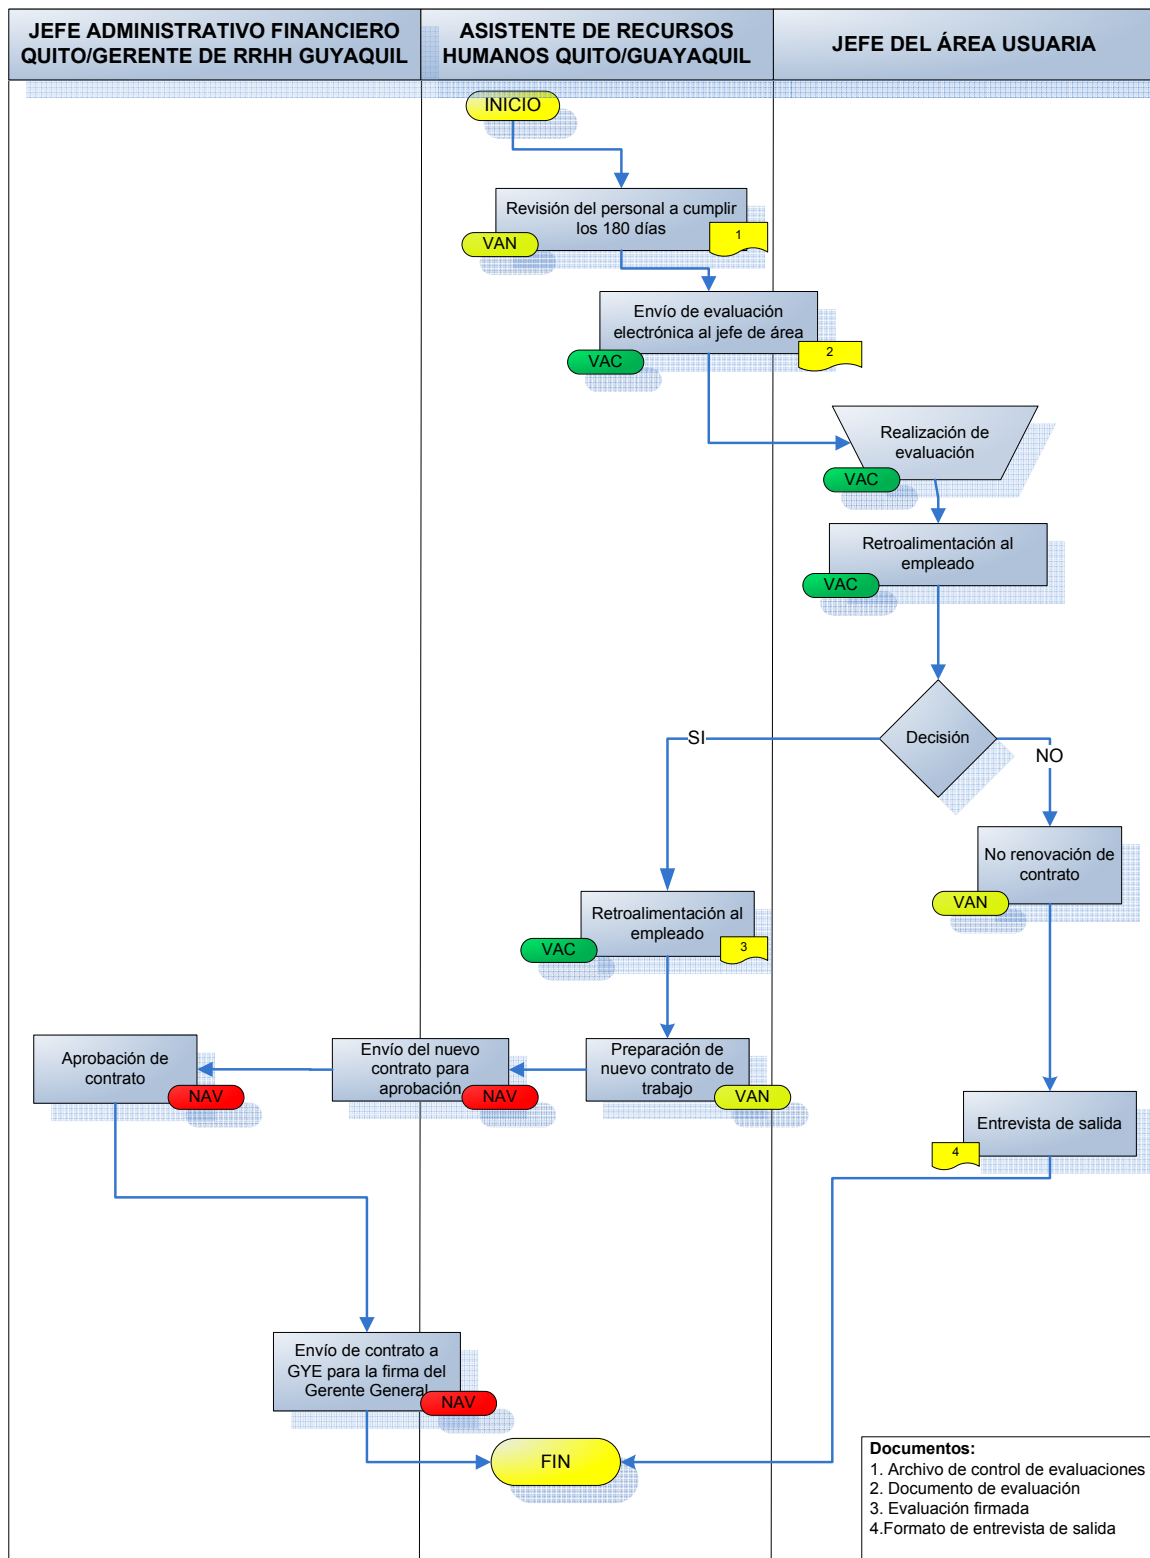 JEFE ADMINISTRATIVO FINANCIERO
QUITO/GERENTE DE RRHH GUYAQUIL
ASISTENTE DE RECURSOS
HUMANOS QUITO/GUAYAQUIL
JEFE DEL ÁREA USUARIA
INICIO
Revisión del personal a cumplir
los 180 días
VAN
1
Envío de evaluación
electrónica al jefe de área
VAC
2
Realización de
evaluación
VAC
Retroalimentación al
empleado
VAC
Decisión
SI
NO
No renovación de
contrato
VAN
Retroalimentación al
empleado
VAC
3
Aprobación de
contrato
NAV
Envío del nuevo
contrato para
aprobación
NAV
Preparación de
nuevo contrato de
trabajo
VAN
Entrevista de salida
4
Envío de contrato a
GYE para la firma del
Gerente General
NAV
FIN
Documentos:
1. Archivo de control de evaluaciones
2. Documento de evaluación
3. Evaluación firmada
4.Formato de entrevista de salida